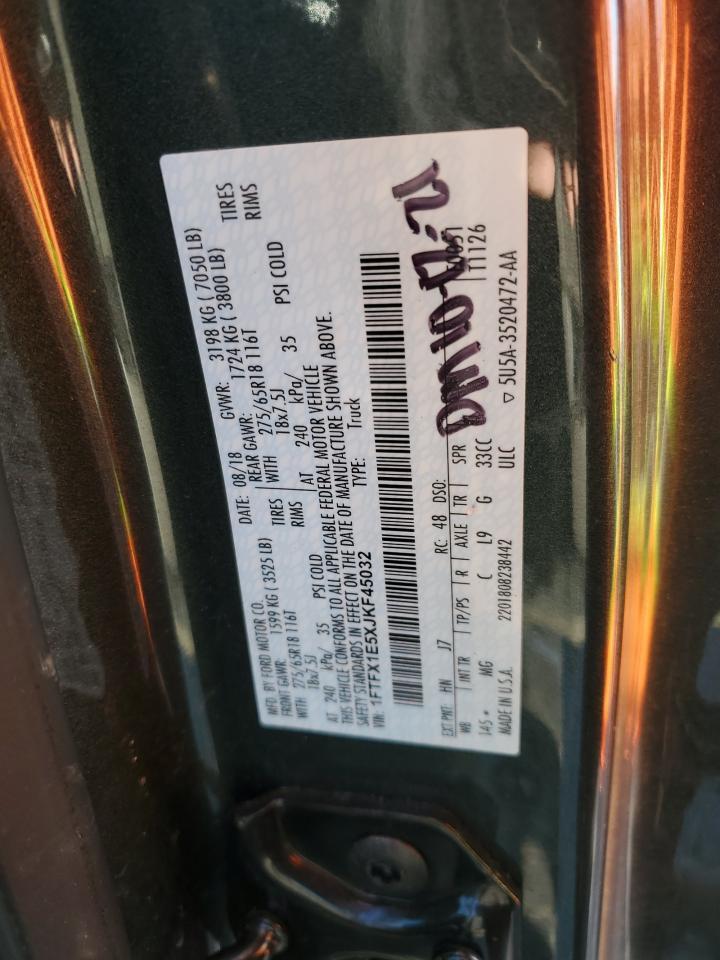 MFD. BY FORD MOTOR CO. DATE: 08/18 GVWR: 3198 KG ( 7050 LB)
FRONT GAWR: 1599 KG ( 3525 LB) REAR GAWR: 1724 KG ( 3800 LB)
WITH 275/65R18 116T TIRES WITH 275/65R18 116T TIRES
18x7.5J RIMS 18x7.5J RIMS
AT 240 kPa/ 35 PSI COLD AT 240 kPa/ 35 PSI COLD
THIS VEHICLE CONFORMS TO ALL APPLICABLE FEDERAL MOTOR VEHICLE
SAFETY STANDARDS IN EFFECT ON THE DATE OF MANUFACTURE SHOWN ABOVE.
VIN: 1FTFX1E5XJKF45032 TYPE: Truck
EXT PNT: HN J7 RC: 48 DSO:
WB INT TR TP/PS R AXLE TR SPR 11126
145 * MG C L9 G 33CC
MADE IN U.S.A. 2201808238442 ULC ▽ 5U5A-3520472-AA